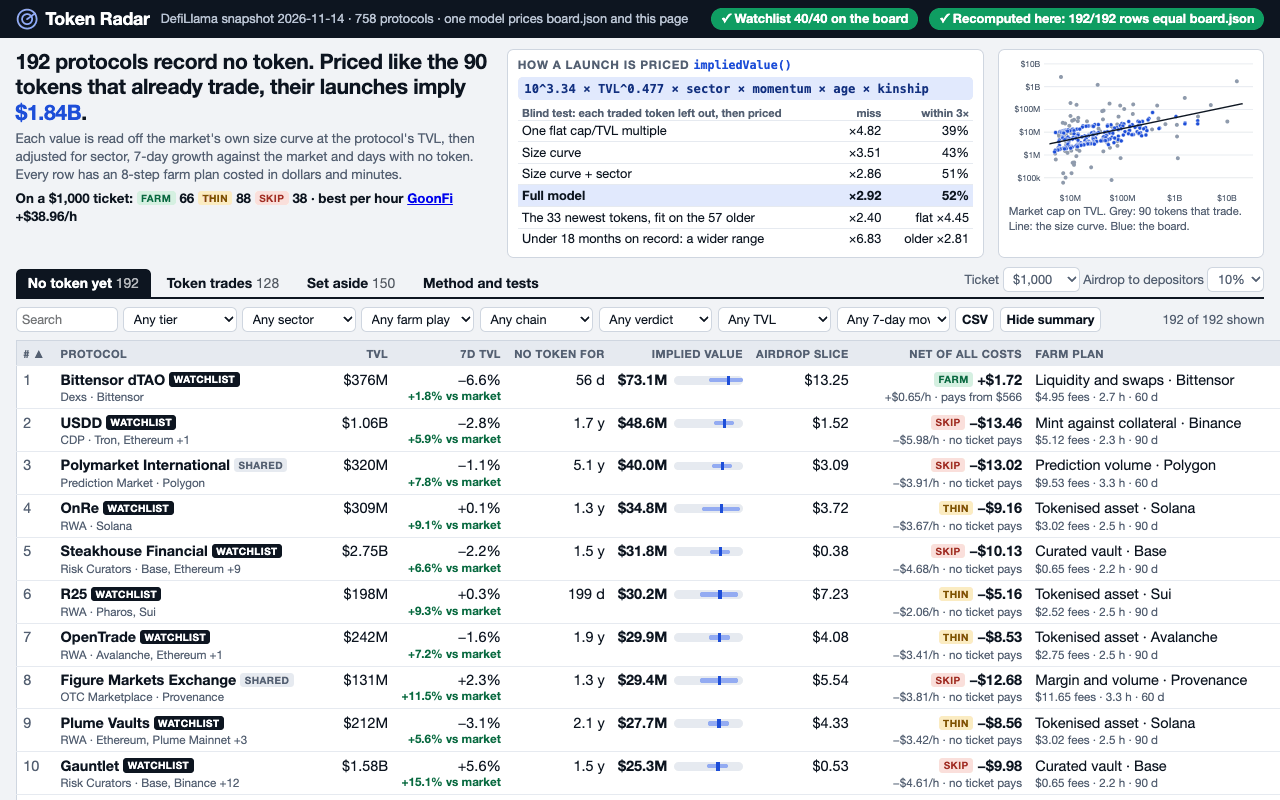 Token Radar DefiLlama snapshot 2026-11-14 · 758 protocols · one model prices board.json and this page ✓ Watchlist 40/40 on the board ✓ Recomputed here: 192/192 rows equal board.json
192 protocols record no token. Priced like the 90
tokens that already trade, their launches imply
$1.84B.
Each value is read off the market's own size curve at the protocol's TVL, then
adjusted for sector, 7-day growth against the market and days with no token.
Every row has an 8-step farm plan costed in dollars and minutes.
On a $1,000 ticket: FARM 66 THIN 88 SKIP 38 · best per hour GoonFi
+$38.96/h
HOW A LAUNCH IS PRICED impliedValue()
10^3.34 × TVL^0.477 × sector × momentum × age × kinship
Blind test: each traded token left out, then priced miss within 3×
One flat cap/TVL multiple ×4.82 39%
Size curve ×3.51 43%
Size curve + sector ×2.86 51%
Full model ×2.92 52%
The 33 newest tokens, fit on the 57 older ×2.40 flat ×4.45
Under 18 months on record: a wider range ×6.83 older ×2.81
$10B
$1B
$100M
$10M
$1M
$100k
$10M $100M $1B $10B
Market cap on TVL. Grey: 90 tokens that trade.
Line: the size curve. Blue: the board.
No token yet 192 Token trades 128 Set aside 150 Method and tests Ticket $1,000 Airdrop to depositors 10%
Search Any tier Any sector Any farm play Any chain Any verdict Any TVL Any 7-day mov CSV Hide summary 192 of 192 shown
# ▲ PROTOCOL TVL 7D TVL NO TOKEN FOR IMPLIED VALUE AIRDROP SLICE NET OF ALL COSTS FARM PLAN
1 Bittensor dTAO WATCHLIST $376M −6.6% 56 d $73.1M $13.25 FARM +$1.72 Liquidity and swaps · Bittensor
Dexs · Bittensor +1.8% vs market +$0.65/h · pays from $566 $4.95 fees · 2.7 h · 60 d
2 USDD WATCHLIST $1.06B −2.8% 1.7 y $48.6M $1.52 SKIP −$13.46 Mint against collateral · Binance
CDP · Tron, Ethereum +1 +5.9% vs market −$5.98/h · no ticket pays $5.12 fees · 2.3 h · 90 d
3 Polymarket International SHARED $320M −1.1% 5.1 y $40.0M $3.09 SKIP −$13.02 Prediction volume · Polygon
Prediction Market · Polygon +7.8% vs market −$3.91/h · no ticket pays $9.53 fees · 3.3 h · 60 d
4 OnRe WATCHLIST $309M +0.1% 1.3 y $34.8M $3.72 THIN −$9.16 Tokenised asset · Solana
RWA · Solana +9.1% vs market −$3.67/h · no ticket pays $3.02 fees · 2.5 h · 90 d
5 Steakhouse Financial WATCHLIST $2.75B −2.2% 1.5 y $31.8M $0.38 SKIP −$10.13 Curated vault · Base
Risk Curators · Base, Ethereum +9 +6.6% vs market −$4.68/h · no ticket pays $0.65 fees · 2.2 h · 90 d
6 R25 WATCHLIST $198M +0.3% 199 d $30.2M $7.23 THIN −$5.16 Tokenised asset · Sui
RWA · Pharos, Sui +9.3% vs market −$2.06/h · no ticket pays $2.52 fees · 2.5 h · 90 d
7 OpenTrade WATCHLIST $242M −1.6% 1.9 y $29.9M $4.08 THIN −$8.53 Tokenised asset · Avalanche
RWA · Avalanche, Ethereum +1 +7.2% vs market −$3.41/h · no ticket pays $2.75 fees · 2.5 h · 90 d
8 Figure Markets Exchange SHARED $131M +2.3% 1.3 y $29.4M $5.54 SKIP −$12.68 Margin and volume · Provenance
OTC Marketplace · Provenance +11.5% vs market −$3.81/h · no ticket pays $11.65 fees · 3.3 h · 60 d
9 Plume Vaults WATCHLIST $212M −3.1% 2.1 y $27.7M $4.33 THIN −$8.56 Tokenised asset · Solana
RWA · Ethereum, Plume Mainnet +3 +5.6% vs market −$3.42/h · no ticket pays $3.02 fees · 2.5 h · 90 d
10 Gauntlet WATCHLIST $1.58B +5.6% 1.5 y $25.3M $0.53 SKIP −$9.98 Curated vault · Base
Risk Curators · Base, Binance +12 +15.1% vs market −$4.61/h · no ticket pays $0.65 fees · 2.2 h · 90 d